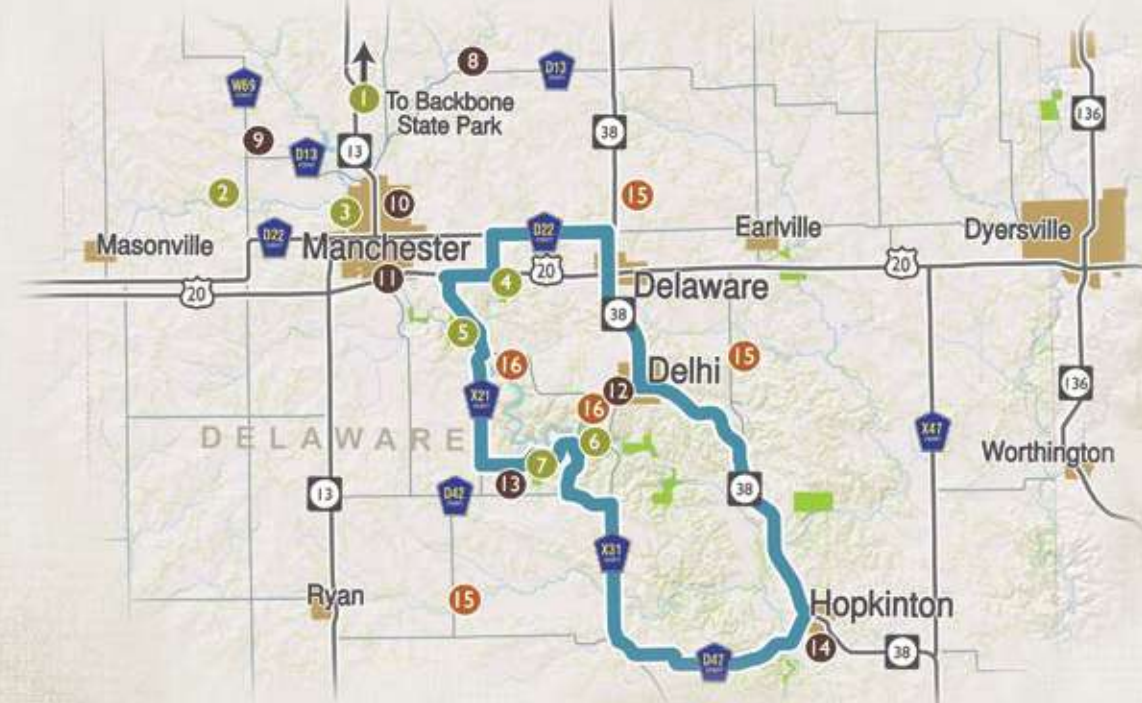 8
D13
W69
1
To Backbone
State Park
136
38
9
D13
13
2
3
10
15
D22
D22
Earlville
Dyersville
Masonville
Manchester
20
11
4
20
20
Delaware
38
5
16
15
Delhi
12
136
X21
16
X47
DELAWARE
6
7
Worthington
13
13
D42
38
X31
Ryan
15
Hopkinton
14
38
D47